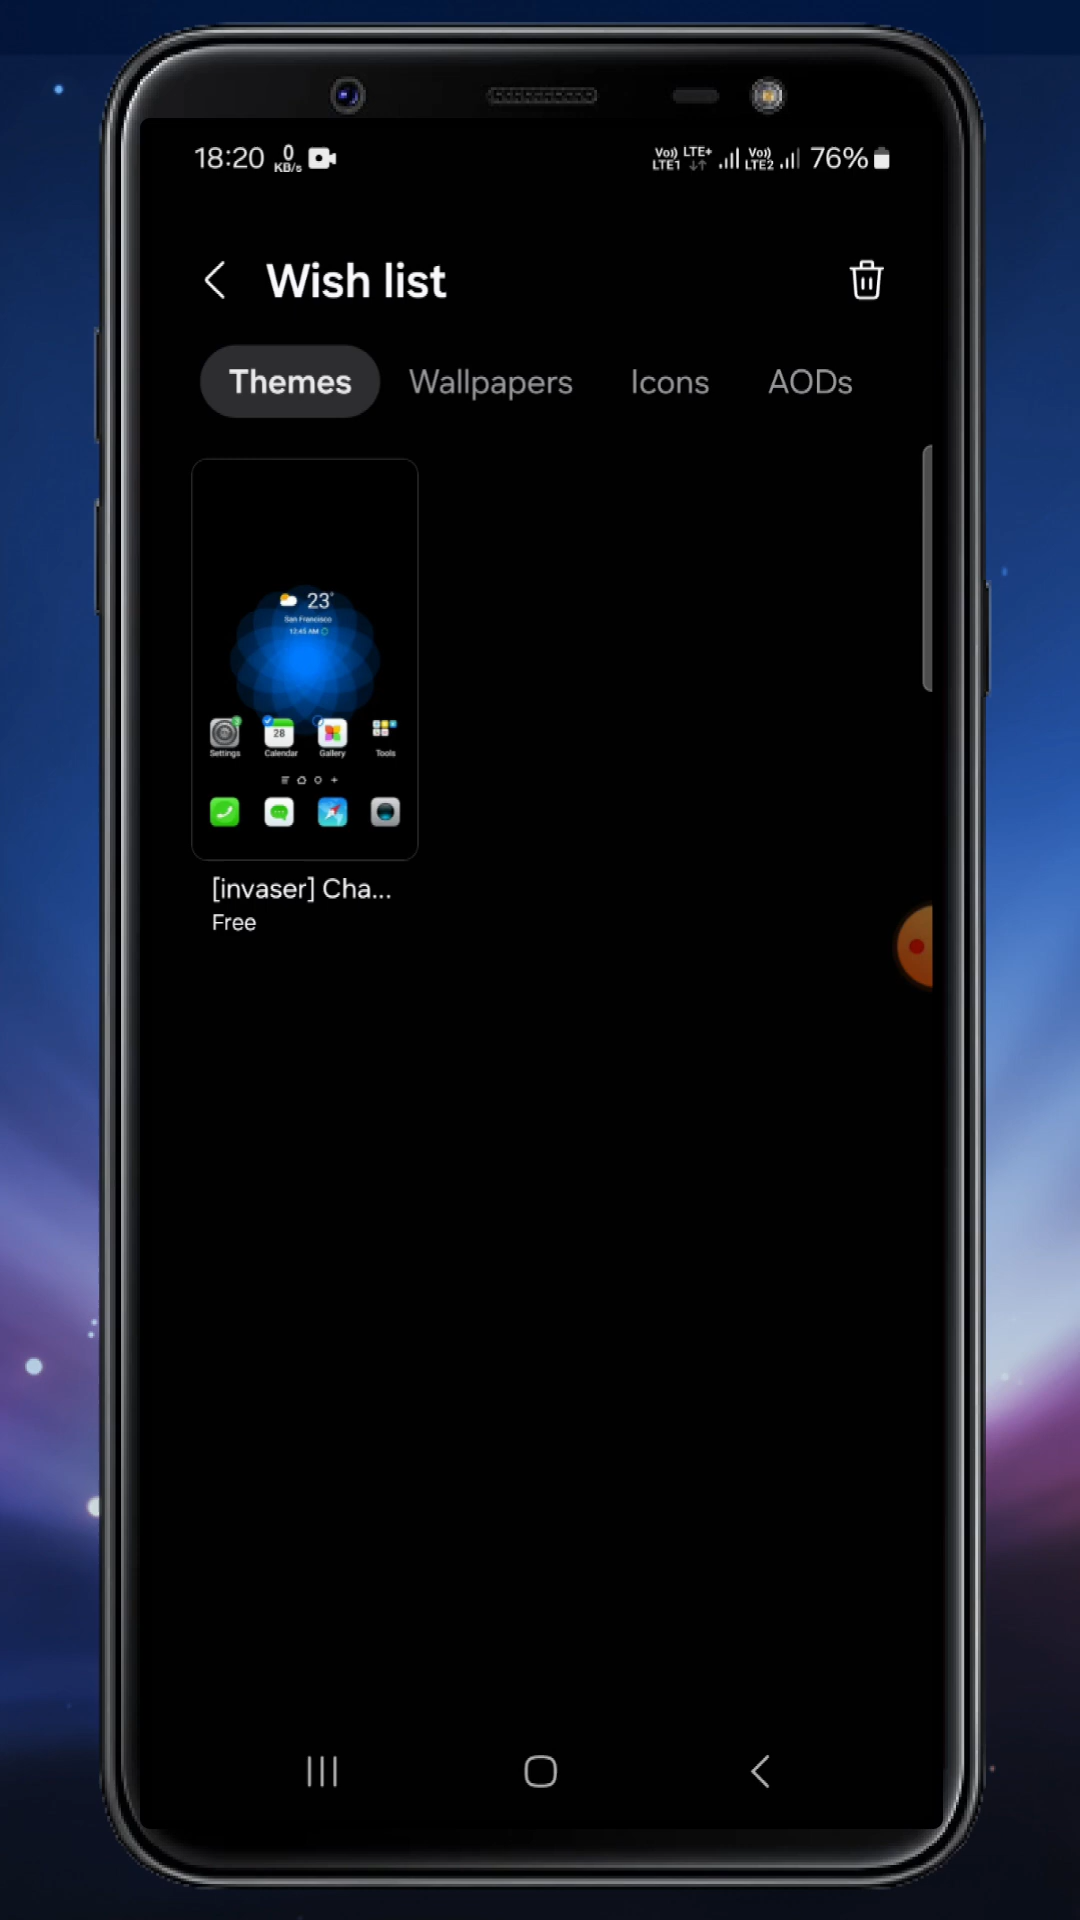 18:20 0 KB/s Vo)) LTE1 LTE+ Vo)) LTE2 76%
Wish list
Themes Wallpapers Icons AODs
23°
San Francisco
12:45 AM
28
Settings Calendar Gallery Tools
[invaser] Cha...
Free